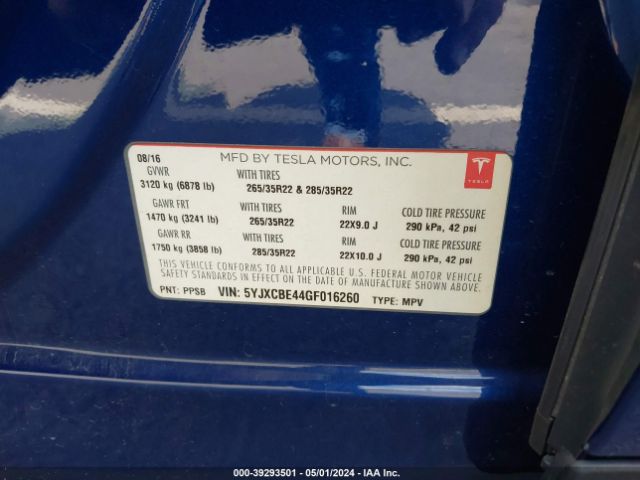 08/16 MFD BY TESLA MOTORS, INC.
GVWR WITH TIRES
3120 kg (6878 lb) 265/35R22 & 285/35R22
TESLA
GAWR FRT WITH TIRES RIM COLD TIRE PRESSURE
1470 kg (3241 lb) 265/35R22 22X9.0 J 290 kPa, 42 psi
GAWR RR WITH TIRES RIM COLD TIRE PRESSURE
1750 kg (3858 lb) 285/35R22 22X10.0 J 290 kPa, 42 psi
THIS VEHICLE CONFORMS TO ALL APPLICABLE U.S. FEDERAL MOTOR VEHICLE
SAFETY STANDARDS IN EFFECT ON THE DATE OF MANUFACTURE SHOWN ABOVE.
PNT: PPSB VIN: 5YJXCBE44GF016260 TYPE: MPV
00-39293501 - 05/01/2024 - IAA Inc.